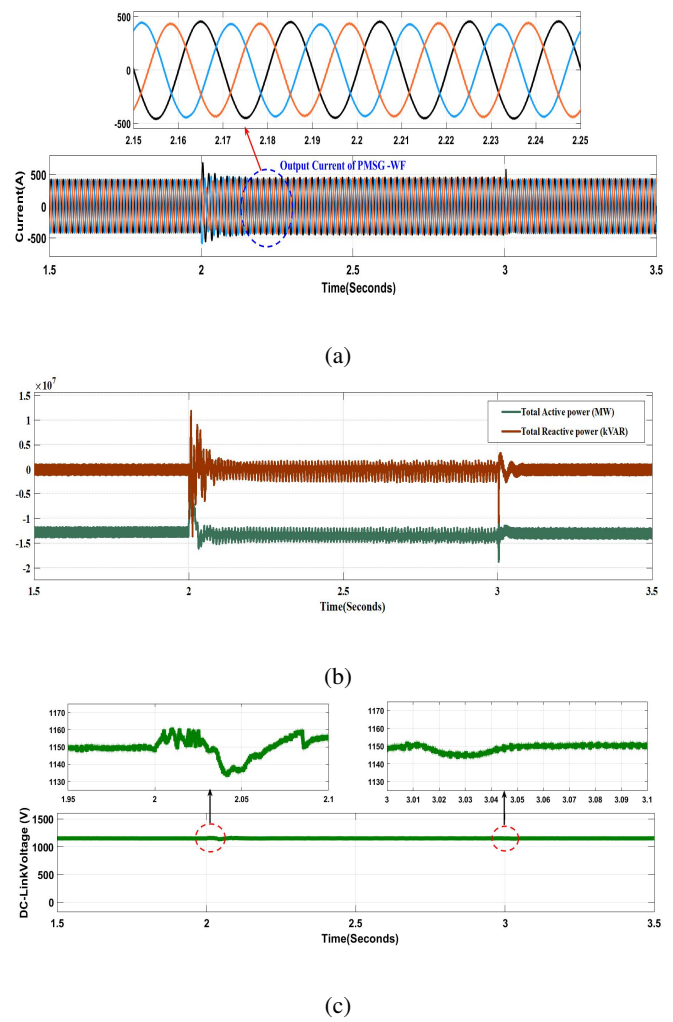 500
0
-500
2.15 2.16 2.17 2.18 2.19 2.2 2.21 2.22 2.23 2.24 2.25
Output Current of PMSG -WF
Current(A)
500
0
-500
1.5 2 2.5 3 3.5
Time(Seconds)
(a)
×10⁷
1.5
1
0.5
0
-0.5
-1
-1.5
-2
Total Active power (MW)
Total Reactive power (kVAR)
1.5 2 2.5 3 3.5
Time(Seconds)
(b)
1170
1160
1150
1140
1130
1.95 2 2.05 2.1
1170
1160
1150
1140
1130
3 3.01 3.02 3.03 3.04 3.05 3.06 3.07 3.08 3.09 3.1
DC-LinkVoltage (V)
1500
1000
500
0
1.5 2 2.5 3 3.5
Time(Seconds)
(c)